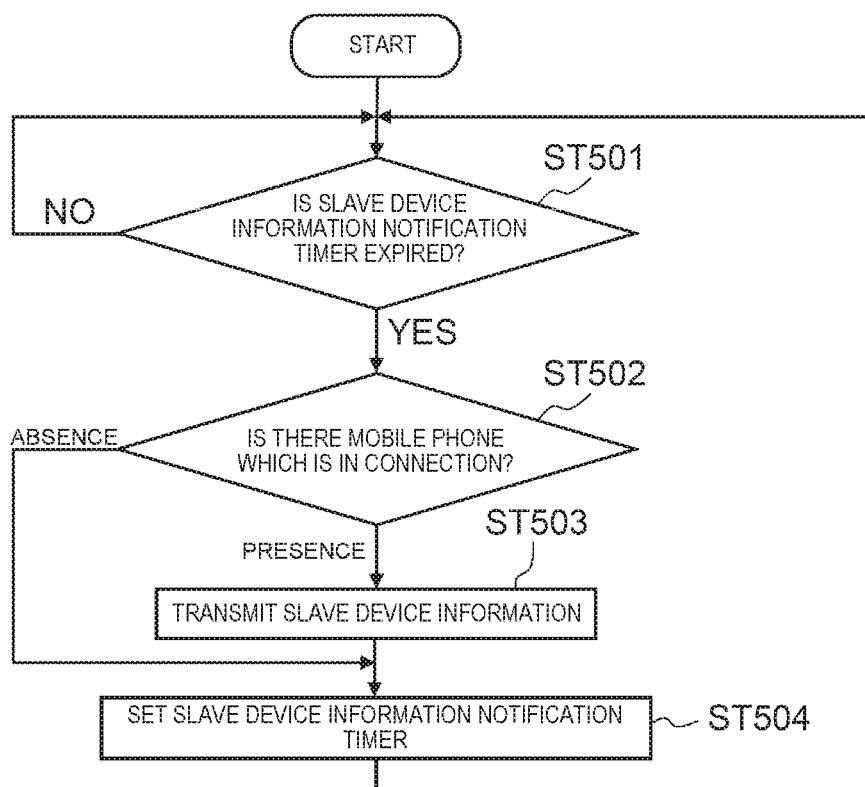 START
ST501
IS SLAVE DEVICE
INFORMATION NOTIFICATION
TIMER EXPIRED?
NO
YES
ST502
ABSENCE
IS THERE MOBILE PHONE
WHICH IS IN CONNECTION?
ST503
PRESENCE
TRANSMIT SLAVE DEVICE INFORMATION
SET SLAVE DEVICE INFORMATION NOTIFICATION
TIMER
ST504